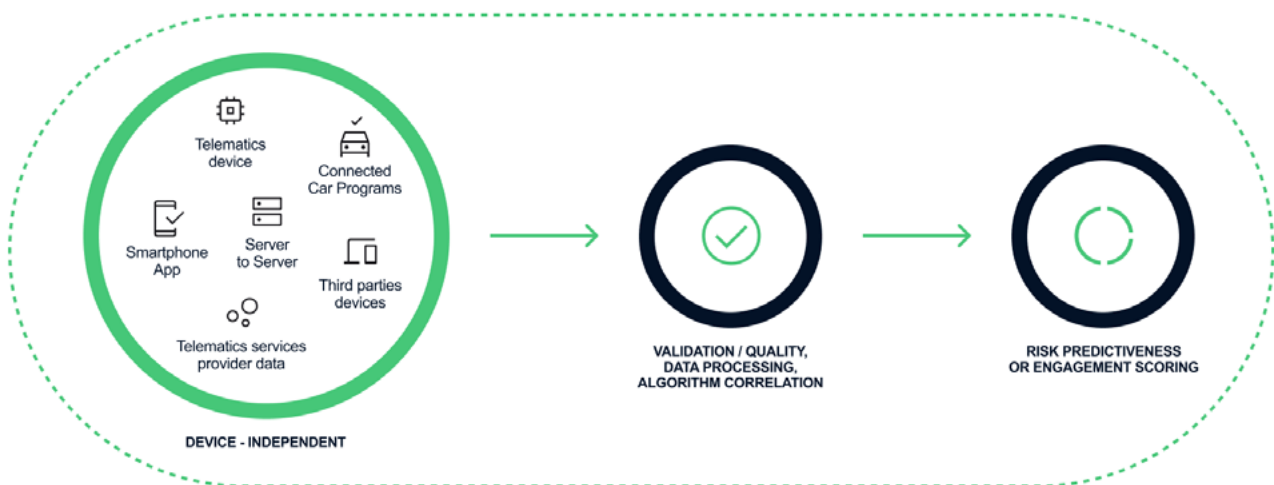 Telematics
device
Connected
Car Programs
Smartphone
App
Server
to Server
Third parties
devices
Telematics services
provider data
DEVICE - INDEPENDENT
VALIDATION / QUALITY,
DATA PROCESSING,
ALGORITHM CORRELATION
RISK PREDICTIVENESS
OR ENGAGEMENT SCORING